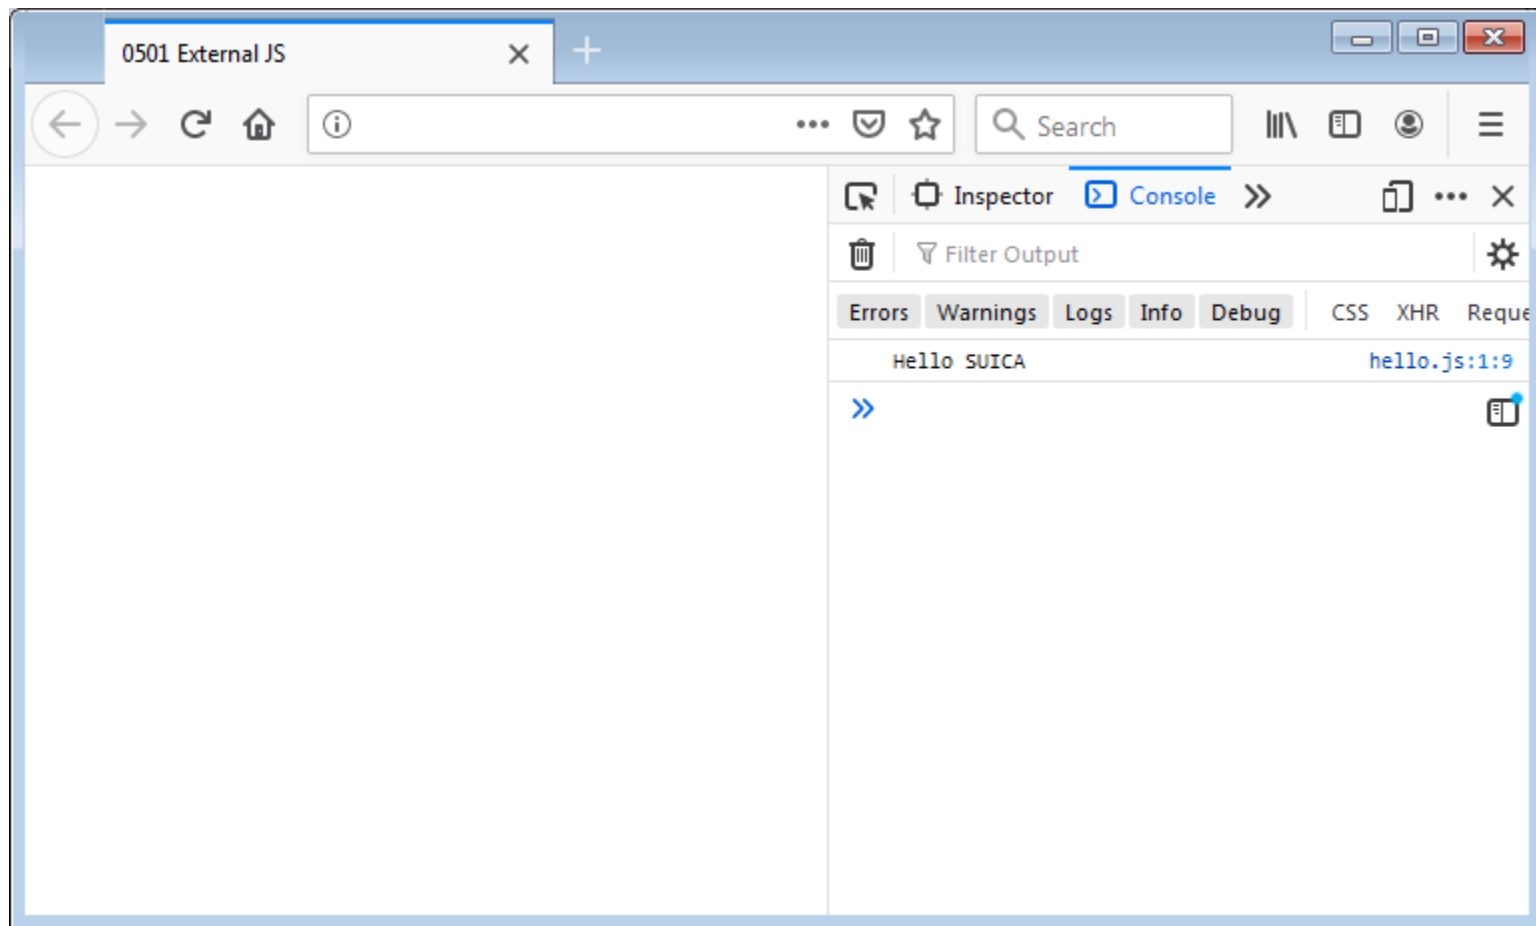 0501 External JS
Search
Inspector Console
Filter Output
Errors Warnings Logs Info Debug CSS XHR Reque
Hello SUICA hello.js:1:9